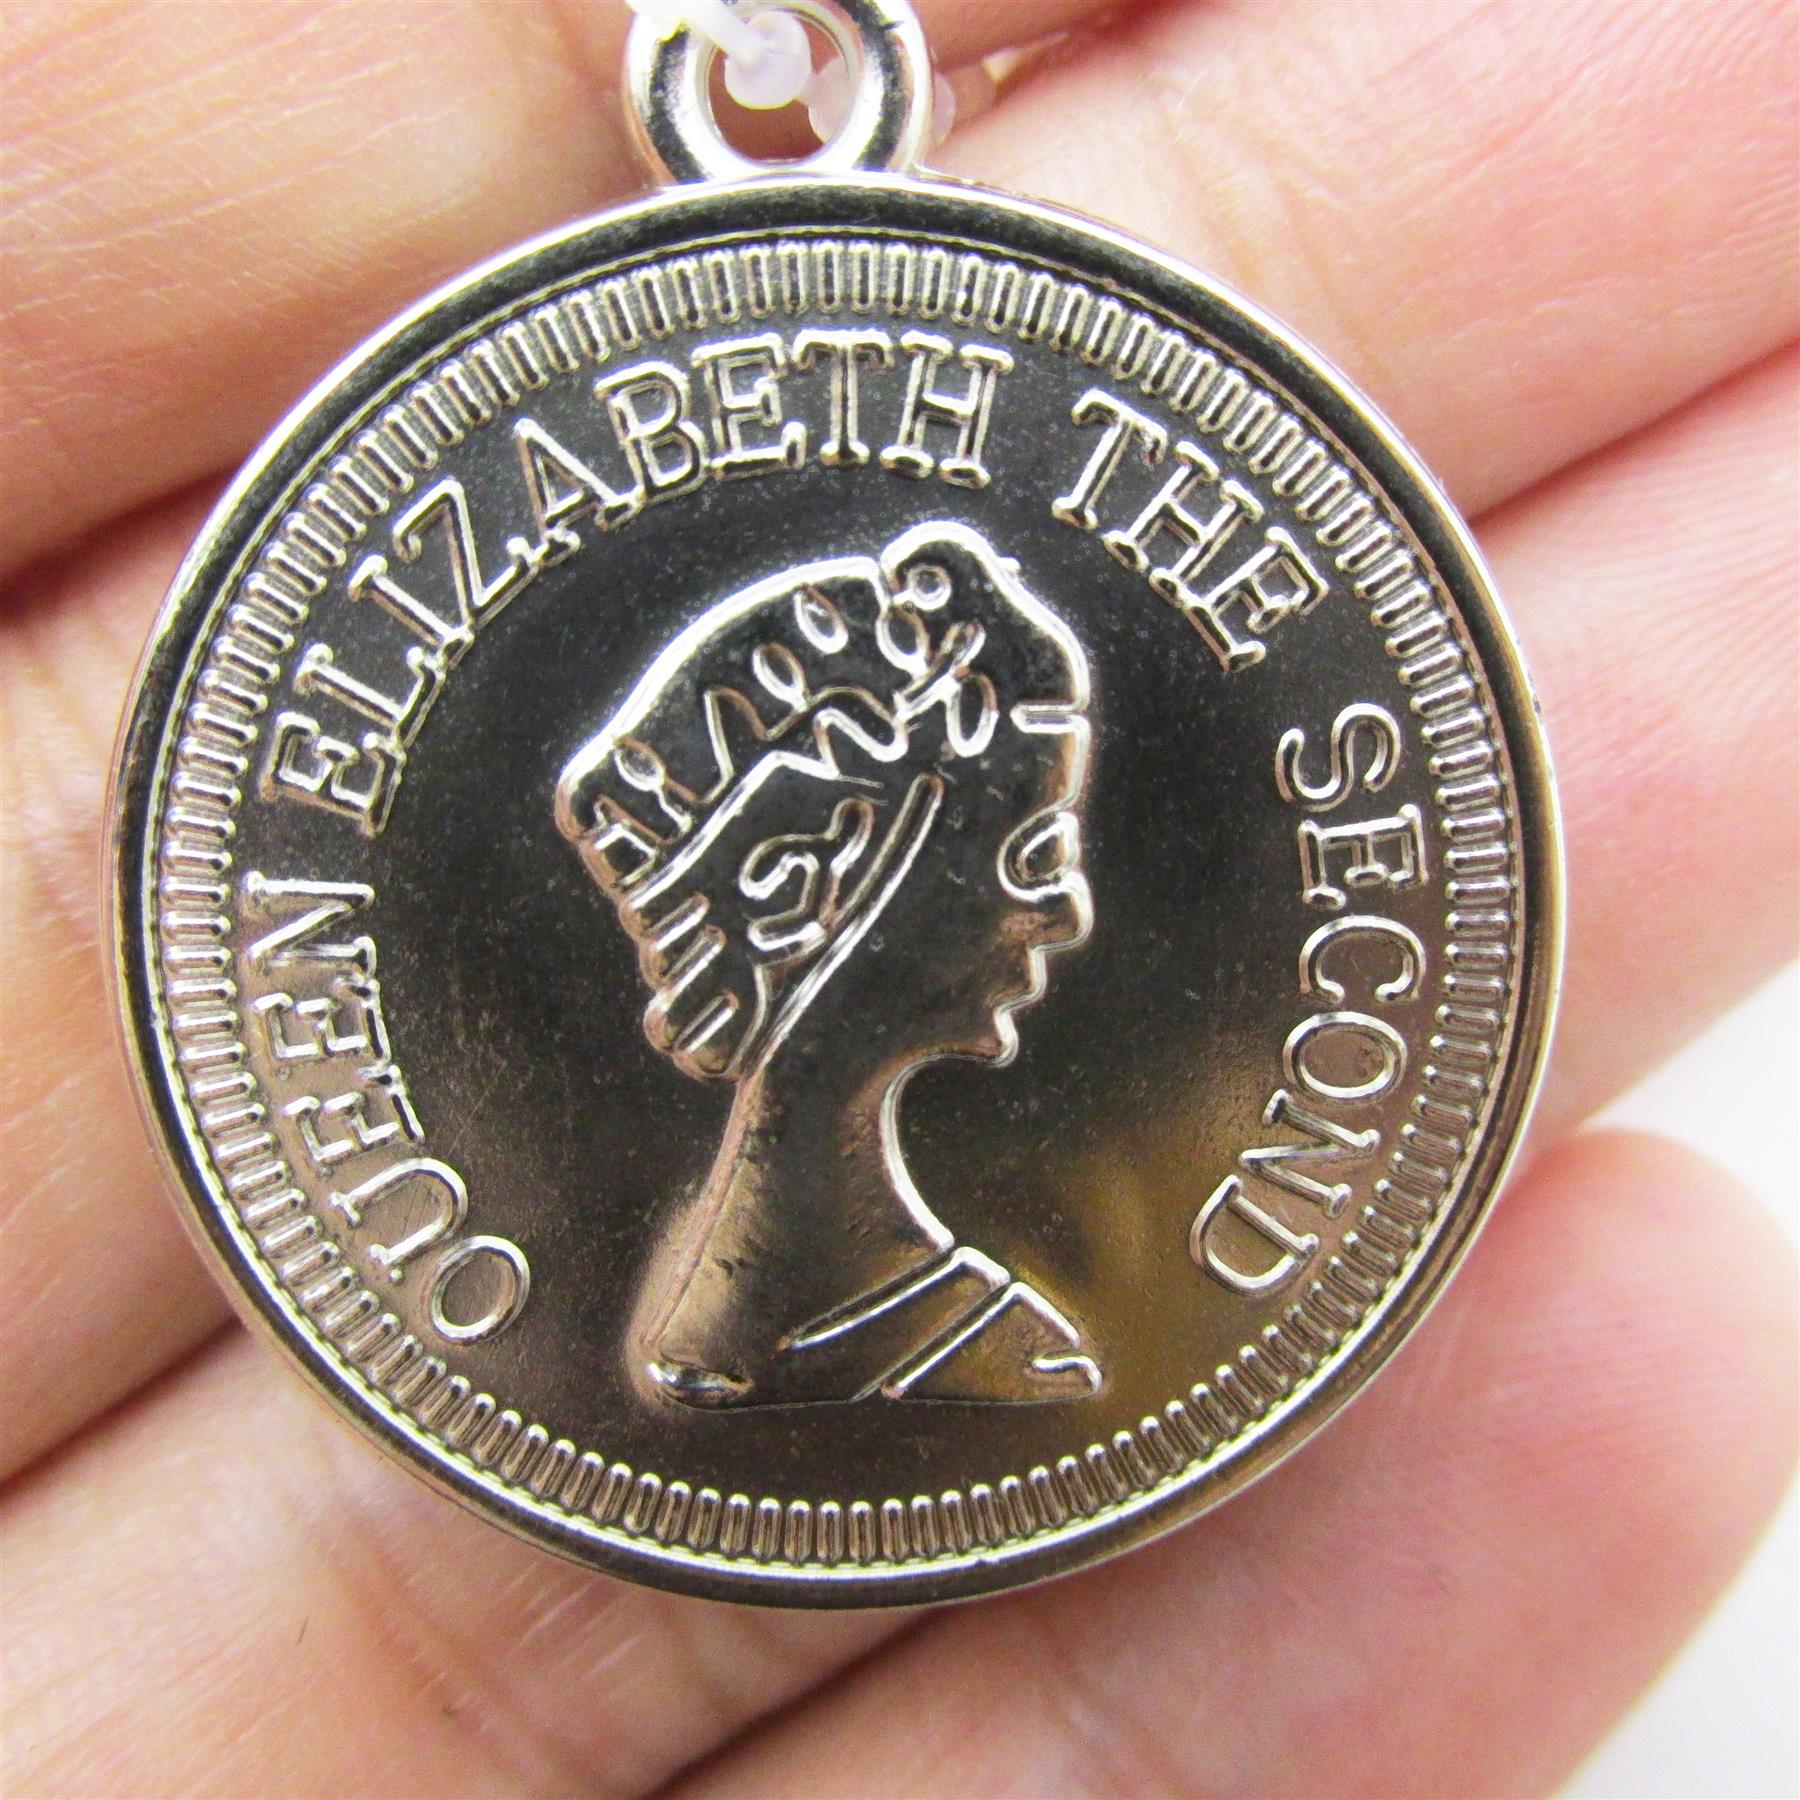 QUEEN ELIZABETH THE SECOND